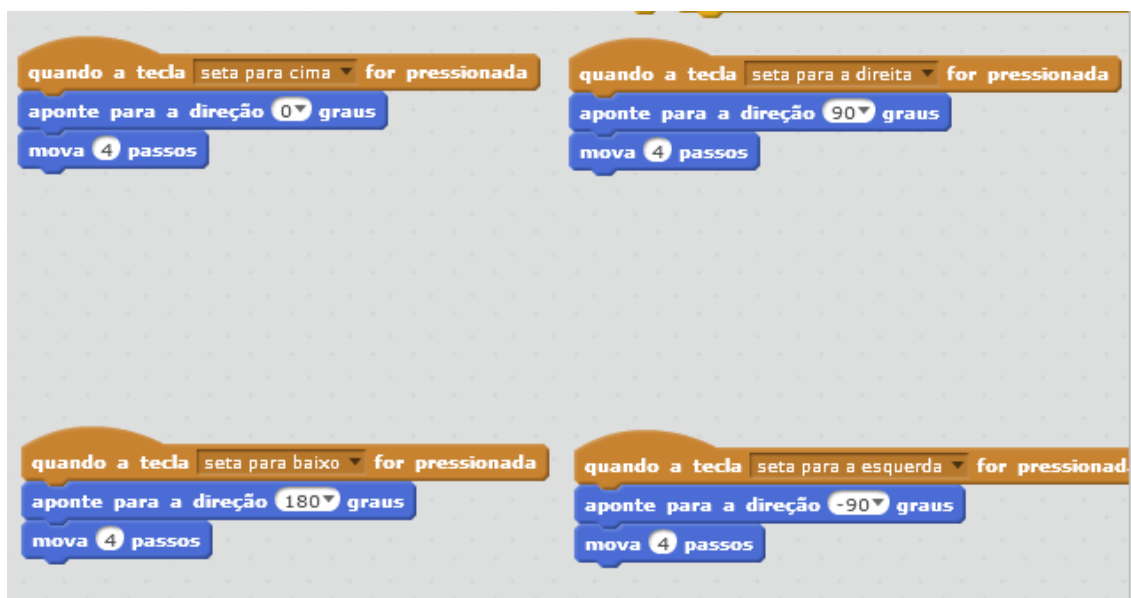 quando a tecla seta para cima for pressionada
aponte para a direção 0 graus
mova 4 passos
quando a tecla seta para a direita for pressionada
aponte para a direção 90 graus
mova 4 passos
quando a tecla seta para baixo for pressionada
aponte para a direção 180 graus
mova 4 passos
quando a tecla seta para a esquerda for pressionad
aponte para a direção -90 graus
mova 4 passos